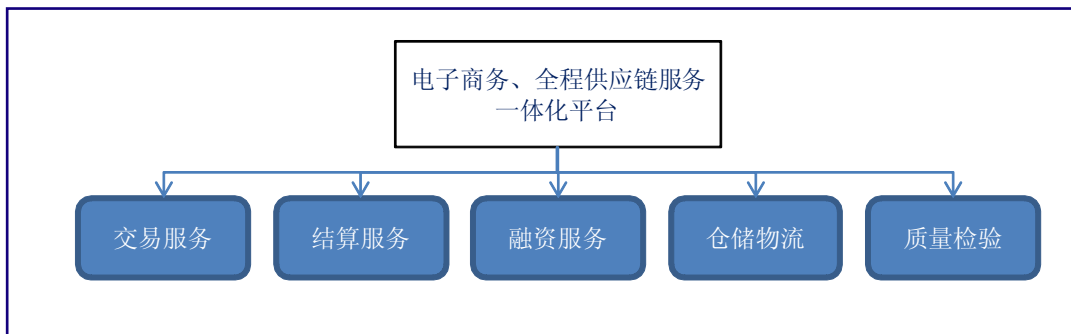 电子商务、全程供应链服务
一体化平台
交易服务
结算服务
融资服务
仓储物流
质量检验